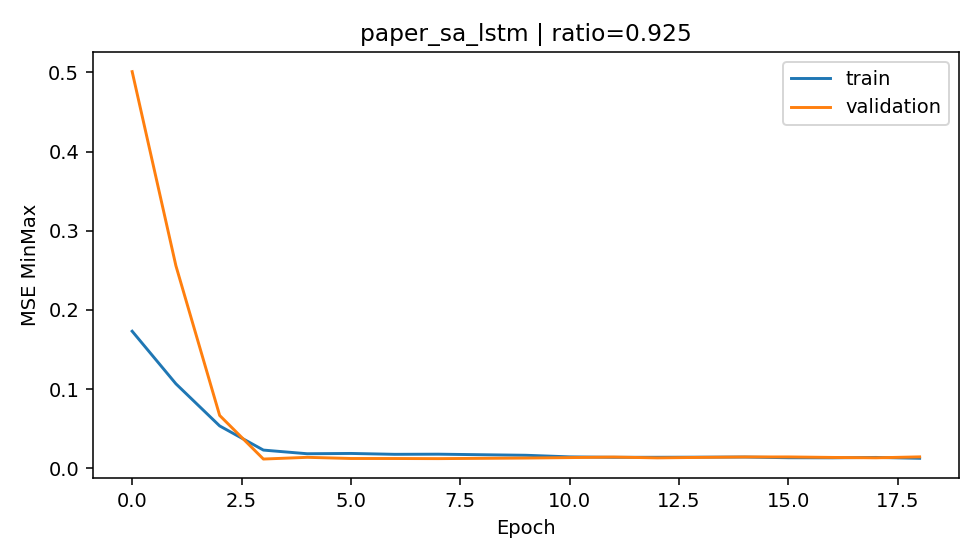 paper_sa_lstm | ratio=0.925
train
validation
MSE MinMax
0.5
0.4
0.3
0.2
0.1
0.0
0.0 2.5 5.0 7.5 10.0 12.5 15.0 17.5
Epoch